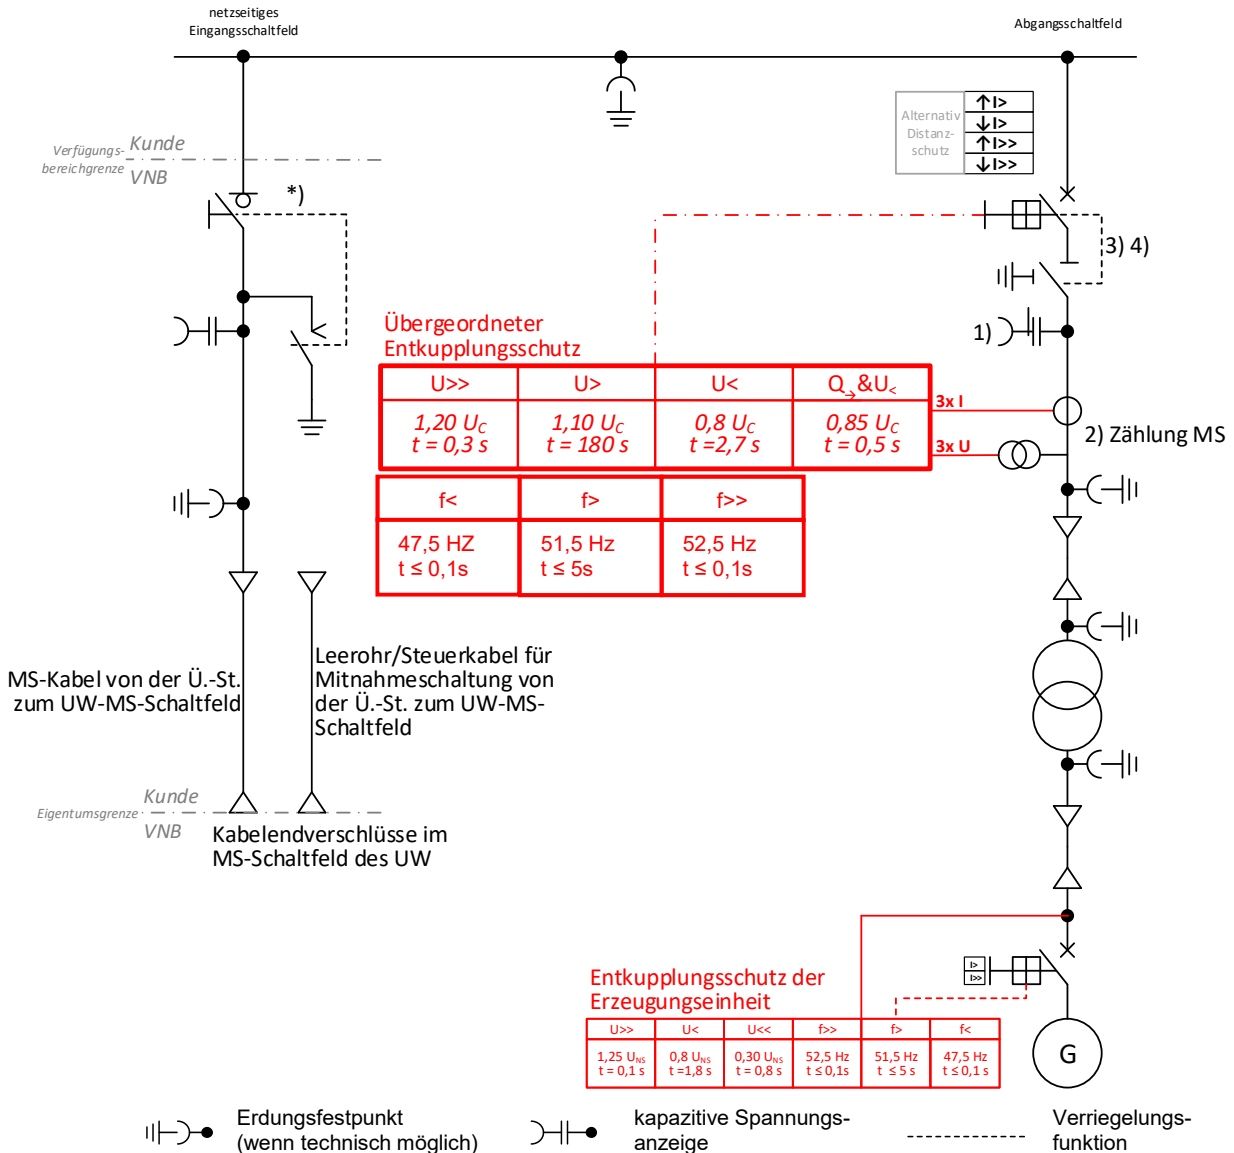 netzseitiges
Eingangsschaltfeld
Abgangsschaltfeld
Alternativ
Distanz-
schutz
↑I>
↓I>
↑I>>
↓I>>
Verfügungs-
bereichgrenze
Kunde
VNB
*)
3) 4)
1)
Übergeordneter
Entkupplungsschutz
U>> U> U< Q→&U<
1,20 UC 1,10 UC 0,8 UC 0,85 UC
t = 0,3 s t = 180 s t =2,7 s t = 0,5 s
3x I
3x U
2) Zählung MS
f< f> f>>
47,5 HZ 51,5 Hz 52,5 Hz
t ≤ 0,1s t ≤ 5s t ≤ 0,1s
MS-Kabel von der Ü.-St.
zum UW-MS-Schaltfeld
Leerohr/Steuerkabel für
Mitnahmeschaltung von
der Ü.-St. zum UW-MS-
Schaltfeld
Eigentumsgrenze
Kunde
VNB
Kabelendverschlüsse im
MS-Schaltfeld des UW
I>
I>>
Entkupplungsschutz der
Erzeugungseinheit
U>> U< U<< f>> f> f<
1,25 UNS 0,8 UNS 0,30 UNS 52,5 Hz 51,5 Hz 47,5 Hz
t = 0,1 s t =1,8 s t = 0,8 s t ≤ 0,1s t ≤ 5 s t ≤ 0,1 s
G
Erdungsfestpunkt
(wenn technisch möglich)
kapazitive Spannungs-
anzeige
Verriegelungs-
funktion